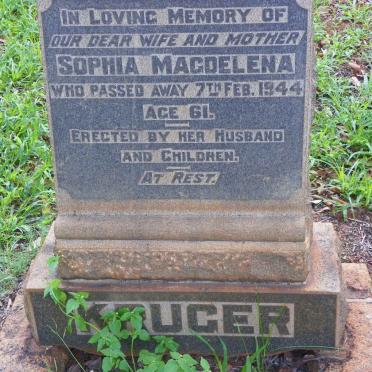 IN LOVING MEMORY OF
OUR DEAR WIFE AND MOTHER
SOPHIA MAGDELENA
WHO PASSED AWAY 7TH FEB. 1944
AGE 61.
ERECTED BY HER HUSBAND
AND CHILDREN.
AT REST.
KRUGER